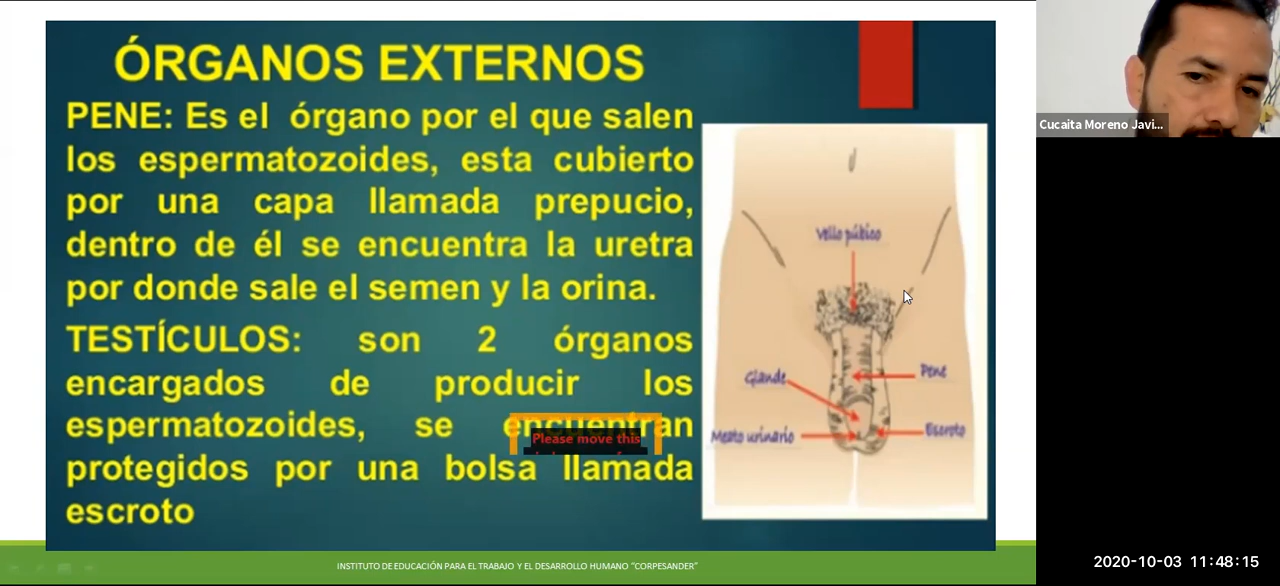 ÓRGANOS EXTERNOS
PENE: Es el órgano por el que salen
los espermatozoides, esta cubierto
por una capa llamada prepucio,
dentro de él se encuentra la uretra
por donde sale el semen y la orina.
TESTÍCULOS: son 2 órganos
encargados de producir los
espermatozoides, se encuentran
protegidos por una bolsa llamada
escroto
Please move this
Vello púbico
Glande
Pene
Meato urinario
Escroto
INSTITUTO DE EDUCACIÓN PARA EL TRABAJO Y EL DESARROLLO HUMANO "CORPESANDER"
Cucaita Moreno Javi...
2020-10-03 11:48:15